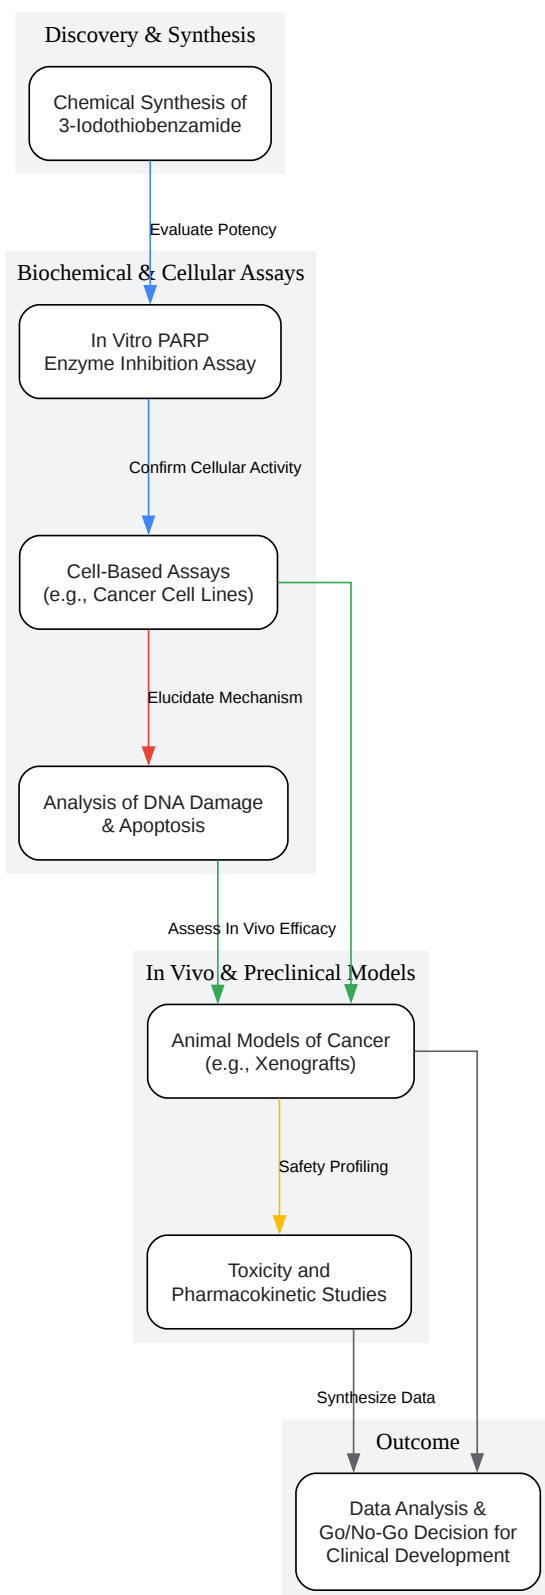 Discovery & Synthesis
Chemical Synthesis of
3-Iodothiobenzamide
Evaluate Potency
Biochemical & Cellular Assays
In Vitro PARP
Enzyme Inhibition Assay
Confirm Cellular Activity
Cell-Based Assays
(e.g., Cancer Cell Lines)
Elucidate Mechanism
Analysis of DNA Damage
& Apoptosis
Assess In Vivo Efficacy
In Vivo & Preclinical Models
Animal Models of Cancer
(e.g., Xenografts)
Safety Profiling
Toxicity and
Pharmacokinetic Studies
Synthesize Data
Outcome
Data Analysis &
Go/No-Go Decision for
Clinical Development